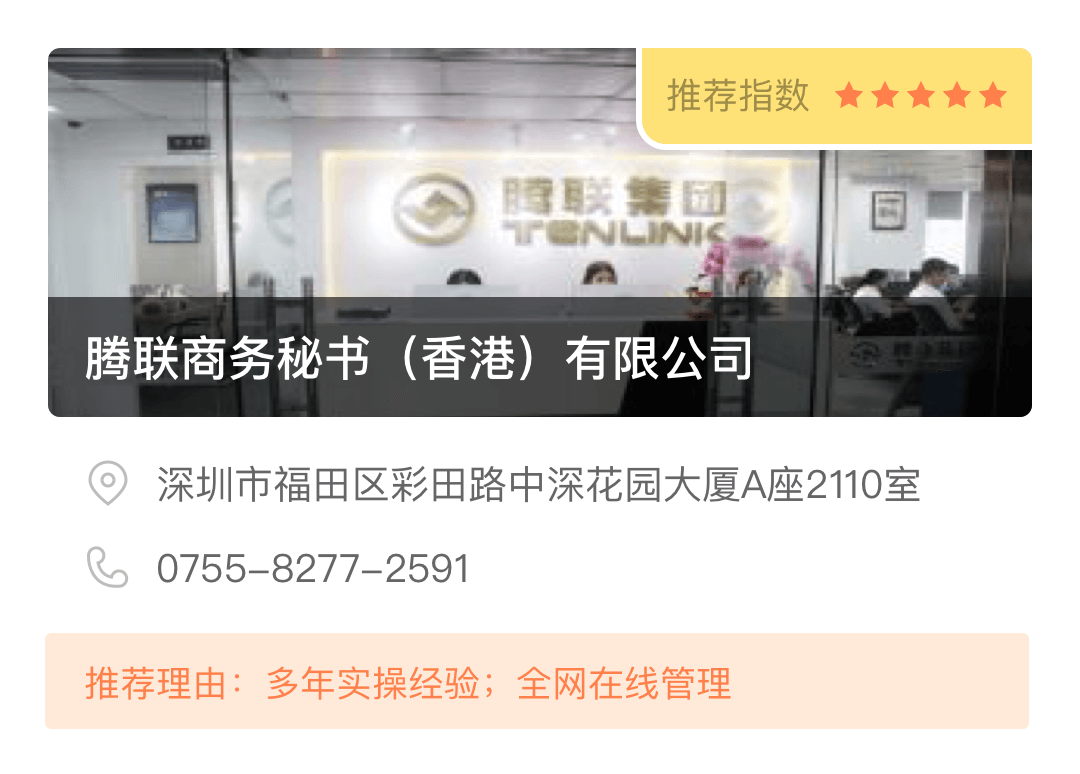 推荐指数
腾联集团
TENLINK
腾联商务秘书（香港）有限公司
深圳市福田区彩田路中深花园大厦A座2110室
0755-8277-2591
推荐理由：多年实操经验；全网在线管理